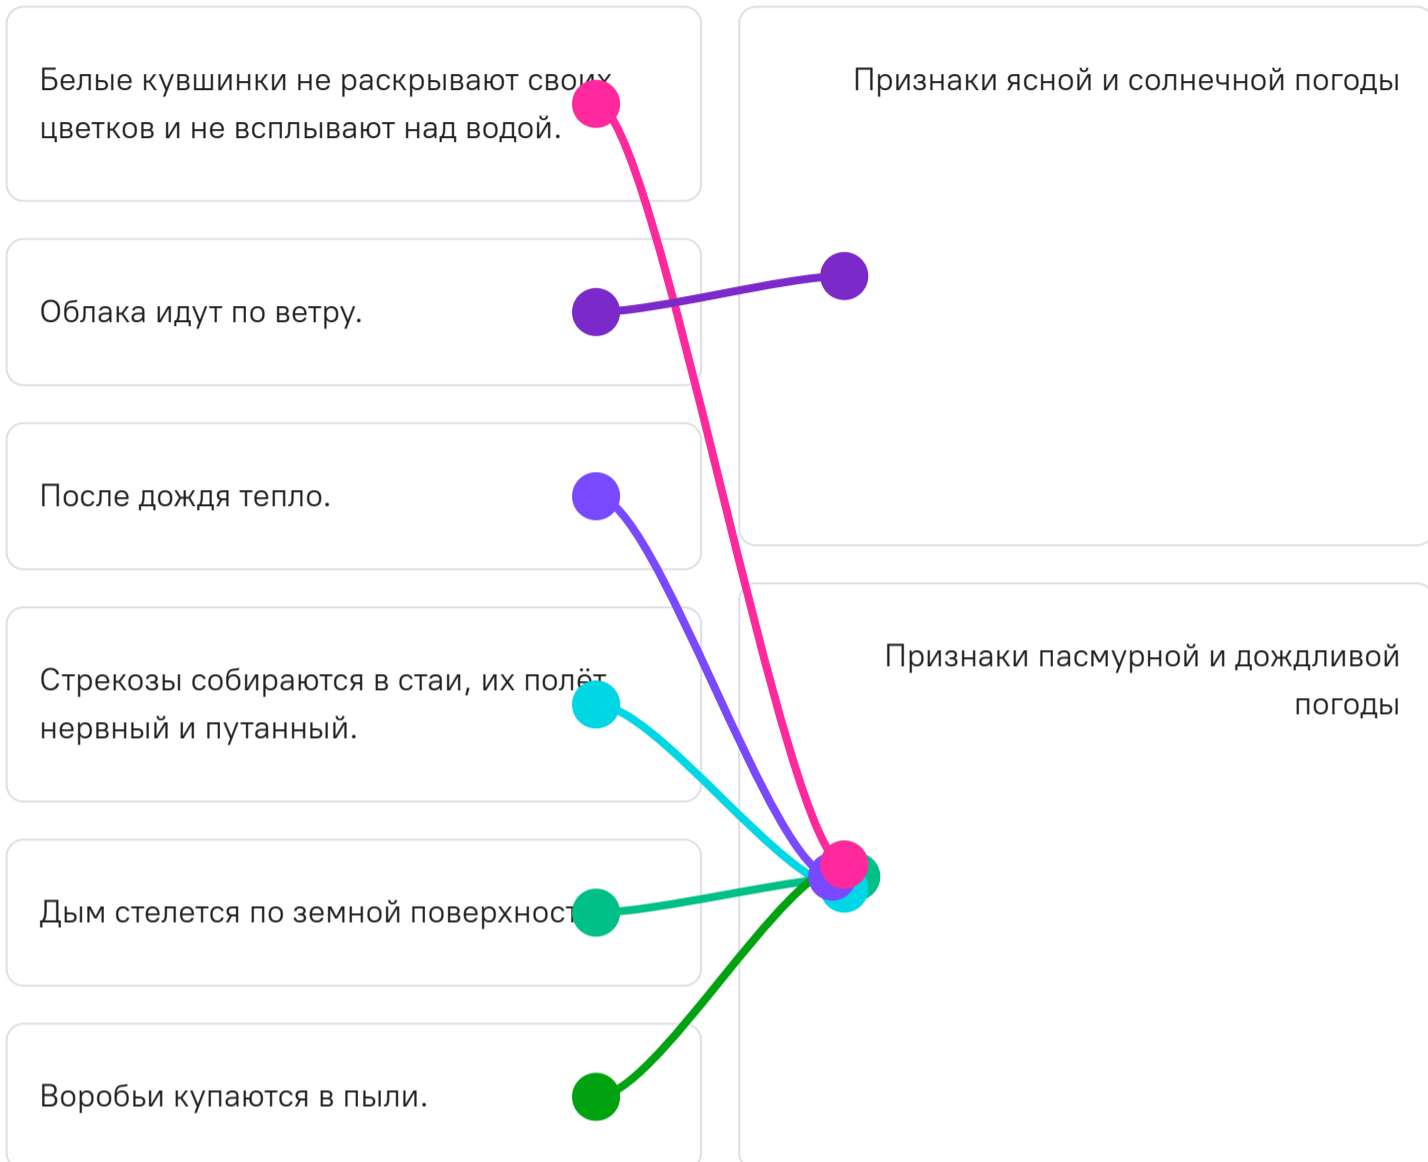 Белые кувшинки не раскрывают своих
цветков и не всплывают над водой.
Облака идут по ветру.
После дождя тепло.
Стрекозы собираются в стаи, их полёт
нервный и путанный.
Дым стелется по земной
Воробьи купаются в пыли.
Признаки ясной и солнечной погоды
Признаки пасмурной и дождливой
погоды